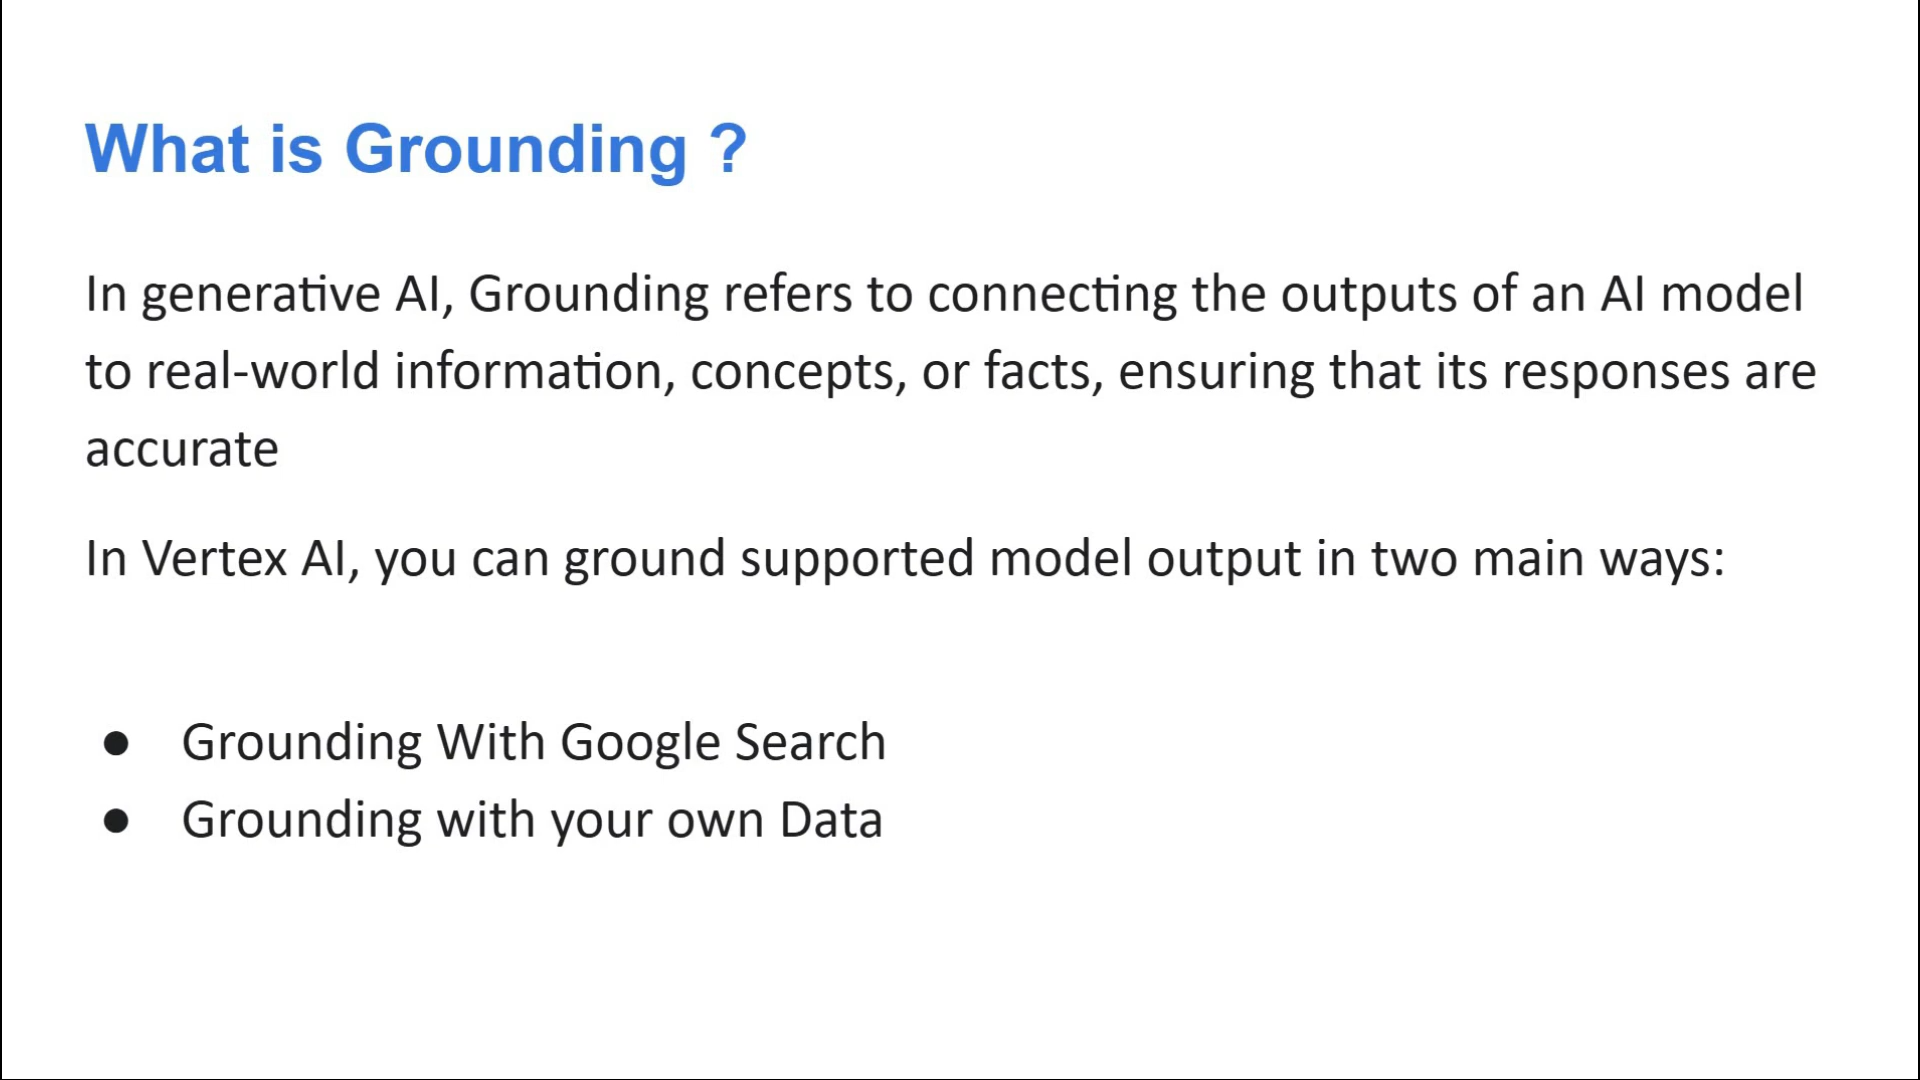 What is Grounding ?
In generative AI, Grounding refers to connecting the outputs of an AI model
to real-world information, concepts, or facts, ensuring that its responses are
accurate
In Vertex AI, you can ground supported model output in two main ways:
● Grounding With Google Search
● Grounding with your own Data